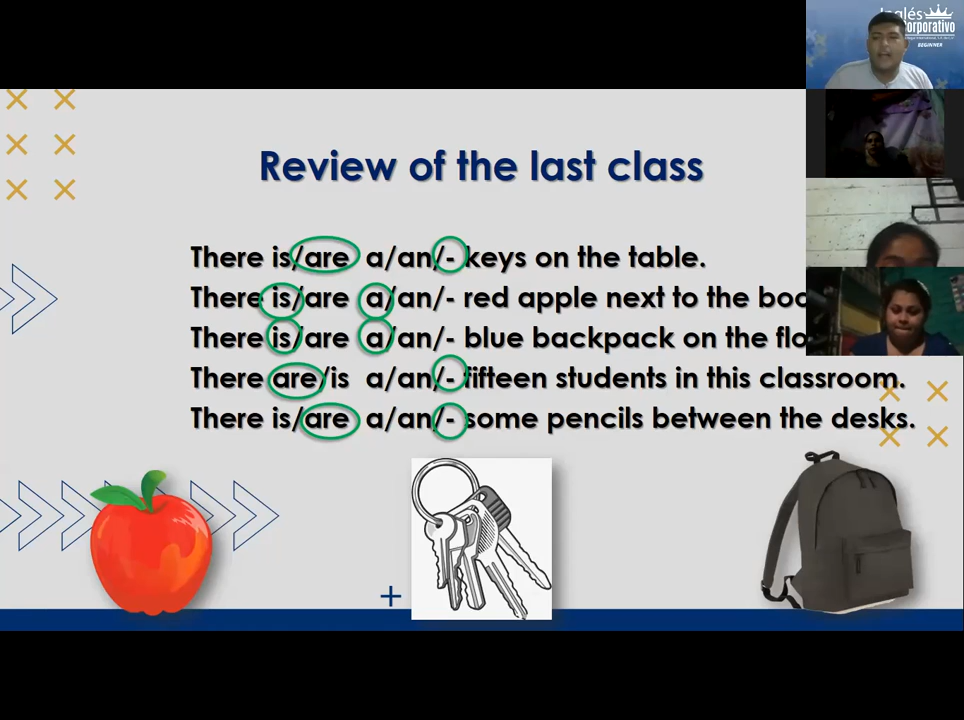 Inglés
Corporativo
BEGINNER
Review of the last class
There is/are a/an/- keys on the table.
There is/are a/an/- red apple next to the
There is/are a/an/- blue backpack on the
There are/is a/an/- fifteen students in this classroom.
There is/are a/an/- some pencils between the desks.